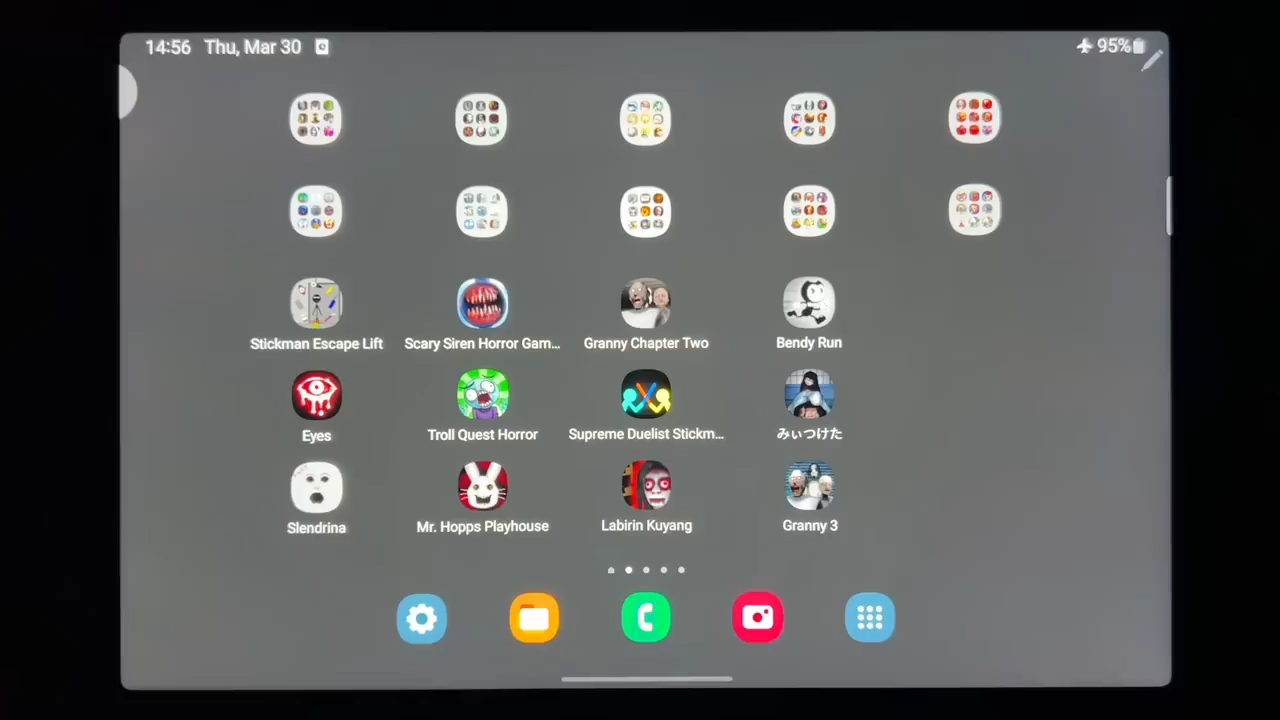 14:56 Thu, Mar 30
95%
Stickman Escape Lift
Scary Siren Horror Gam...
Granny Chapter Two
Bendy Run
Eyes
Troll Quest Horror
Supreme Duelist Stickm...
みぃつけた
Slendrina
Mr. Hopps Playhouse
Labirin Kuyang
Granny 3